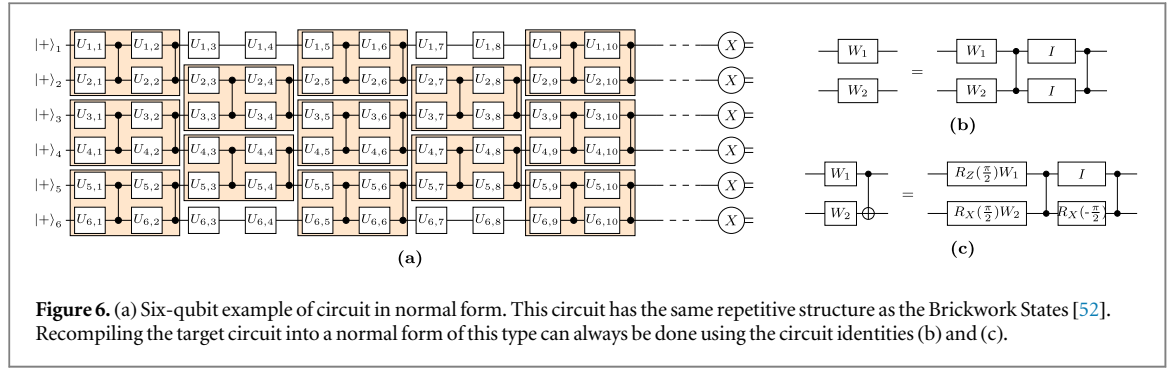 |+⟩₁ U₁,₁ U₁,₂ U₁,₃ U₁,₄ U₁,₅ U₁,₆ U₁,₇ U₁,₈ U₁,₉ U₁,₁₀ X
|+⟩₂ U₂,₁ U₂,₂ U₂,₃ U₂,₄ U₂,₅ U₂,₆ U₂,₇ U₂,₈ U₂,₉ U₂,₁₀ X
|+⟩₃ U₃,₁ U₃,₂ U₃,₃ U₃,₄ U₃,₅ U₃,₆ U₃,₇ U₃,₈ U₃,₉ U₃,₁₀ X
|+⟩₄ U₄,₁ U₄,₂ U₄,₃ U₄,₄ U₄,₅ U₄,₆ U₄,₇ U₄,₈ U₄,₉ U₄,₁₀ X
|+⟩₅ U₅,₁ U₅,₂ U₅,₃ U₅,₄ U₅,₅ U₅,₆ U₅,₇ U₅,₈ U₅,₉ U₅,₁₀ X
|+⟩₆ U₆,₁ U₆,₂ U₆,₃ U₆,₄ U₆,₅ U₆,₆ U₆,₇ U₆,₈ U₆,₉ U₆,₁₀ X
(a)
W₁ W₁ I
=
W₂ W₂ I
(b)
W₁ R_Z(π/2)W₁ I
=
W₂ R_X(π/2)W₂ R_X(-π/2)
(c)
Figure 6. (a) Six-qubit example of circuit in normal form. This circuit has the same repetitive structure as the Brickwork States [52].
Recompiling the target circuit into a normal form of this type can always be done using the circuit identities (b) and (c).